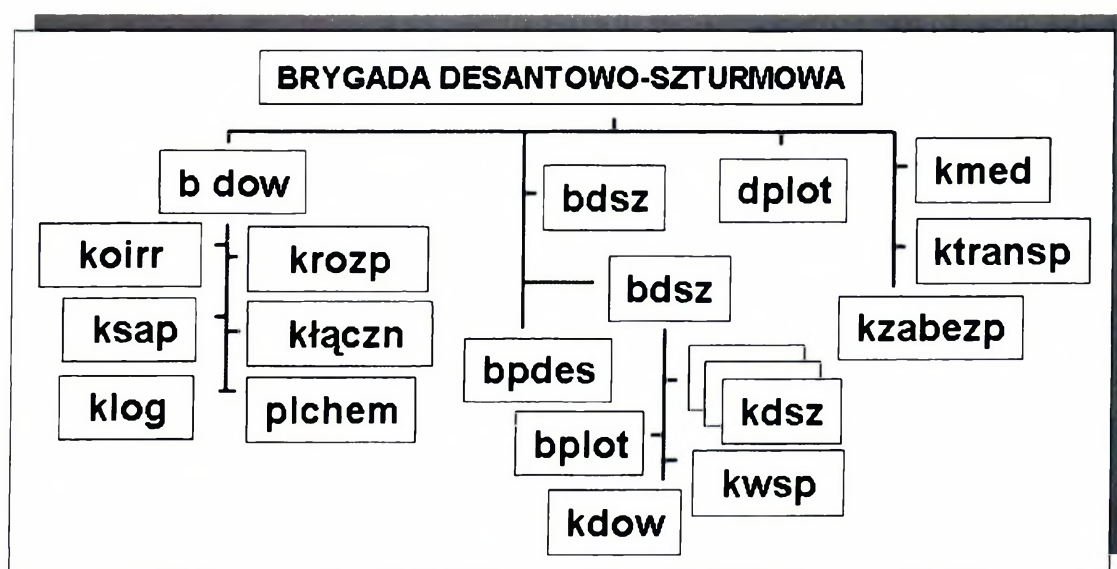 BRYGADA DESANTOWO-SZTURMOWA
b dow
koirr
krozp
ksap
kłączn
klog
plchem
bdsz
bdsz
bpdes
bplot
kdow
kdsz
kwsp
dplot
kmed
ktransp
kzabezp